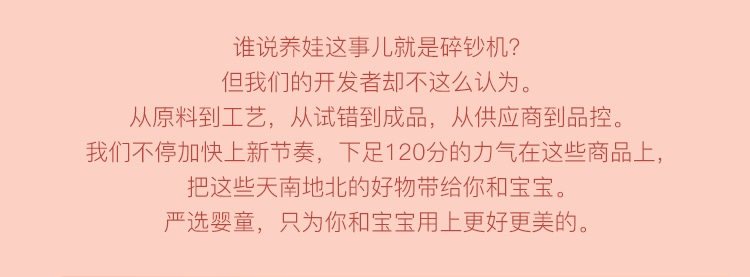 谁说养娃这事儿就是碎钞机？
但我们的开发者却不这么认为。
从原料到工艺，从试错到成品，从供应商到品控。
我们不停加快上新节奏，下足120分的力气在这些商品上，
把这些天南地北的好物带给你和宝宝。
严选婴童，只为你和宝宝用上更好更美的。